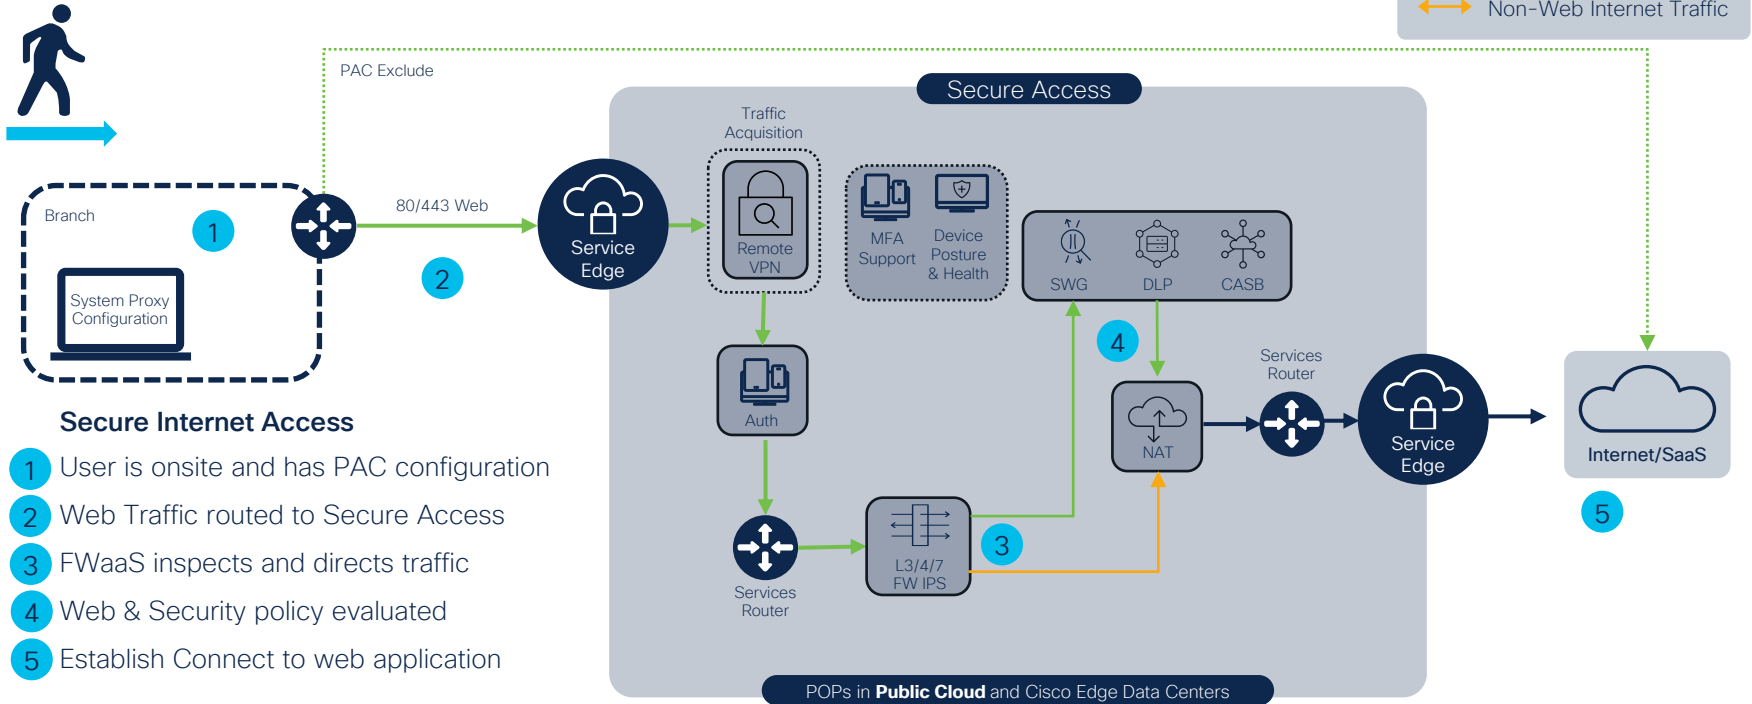 Non-Web Internet Traffic
PAC Exclude
Secure Access
Traffic
Acquisition
Branch
1
80/443 Web
2
Service
Edge
Remote
VPN
MFA
Support
Device
Posture
& Health
SWG
DLP
CASB
System Proxy
Configuration
4
Services
Router
Auth
NAT
Service
Edge
Internet/SaaS
5
L3/4/7
FW IPS
3
Services
Router
Secure Internet Access
1 User is onsite and has PAC configuration
2 Web Traffic routed to Secure Access
3 FWaaS inspects and directs traffic
4 Web & Security policy evaluated
5 Establish Connect to web application
POPs in Public Cloud and Cisco Edge Data Centers